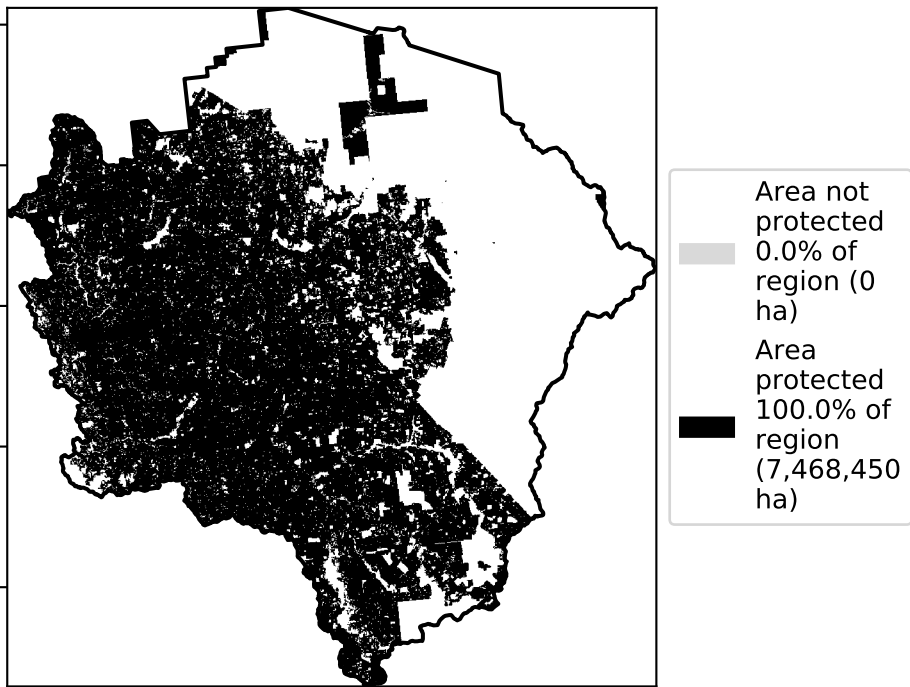 Area not
protected
0.0% of
region (0
ha)
Area
protected
100.0% of
region
(7,468,450
ha)